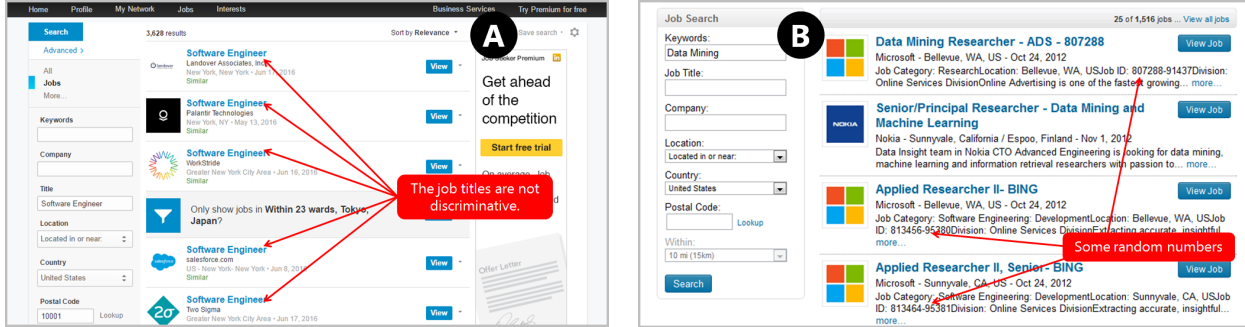 Home Profile My Network Jobs Interests Business Services Try Premium for free
Search
Advanced >
All
Jobs
More...
Keywords
Company
Title
Software Engineer
Location
Located in or near:
Country
United States
Postal Code
10001 Lookup
3,628 results Sort by Relevance Save search
A
Software Engineer
Landover Associates, Inc
New York, New York - Jun 17, 2016
Similar
View
Software Engineer
Palantir Technologies
New York, NY - May 13, 2016
Similar
View
Software Engineer
WorkStride
Greater New York City Area - Jun 16, 2016
Similar
View
Only show jobs in Within 23 wards, Tokyo,
Japan?
Software Engineer
salesforce.com
US - New York- New York - Jun 8, 2016
Similar
View
Software Engineer
Two Sigma
Greater New York City Area - Jun 17, 2016
View
The job titles are not
discriminative.
Seeker Premium in
Get ahead
of the
competition
Start free trial
On average, Job
Offer Letter
B
Job Search
Keywords:
Data Mining
Job Title:
Company:
Location:
Located in or near:
Country:
United States
Postal Code:
Lookup
Within:
10 mi (15km)
Search
25 of 1,516 jobs ... View all jobs
Data Mining Researcher - ADS - 807288
View Job
Microsoft - Bellevue, WA, US - Oct 24, 2012
Job Category: ResearchLocation: Bellevue, WA, USJob ID: 807288-91437Division:
Online Services DivisionOnline Advertising is one of the fastest growing... more...
NOKIA
Senior/Principal Researcher - Data Mining and
Machine Learning
View Job
Nokia - Sunnyvale, California / Espoo, Finland - Nov 1, 2012
Data Insight team in Nokia CTO Advanced Engineering is looking for data mining,
machine learning and information retrieval researchers with passion to... more...
Applied Researcher II- BING
View Job
Microsoft - Bellevue, WA, US - Oct 24, 2012
Job Category: Software Engineering: DevelopmentLocation: Bellevue, WA, USJob
ID: 813456-95380Division: Online Services DivisionExtracting accurate, insightful
more...
Some random numbers
Applied Researcher II, Senior- BING
View Job
Microsoft - Sunnyvale, CA, US - Oct 24, 2012
Job Category: Software Engineering: DevelopmentLocation: Sunnyvale, CA, USJob
ID: 813464-95381Division: Online Services DivisionExtracting accurate, insightful...
more...